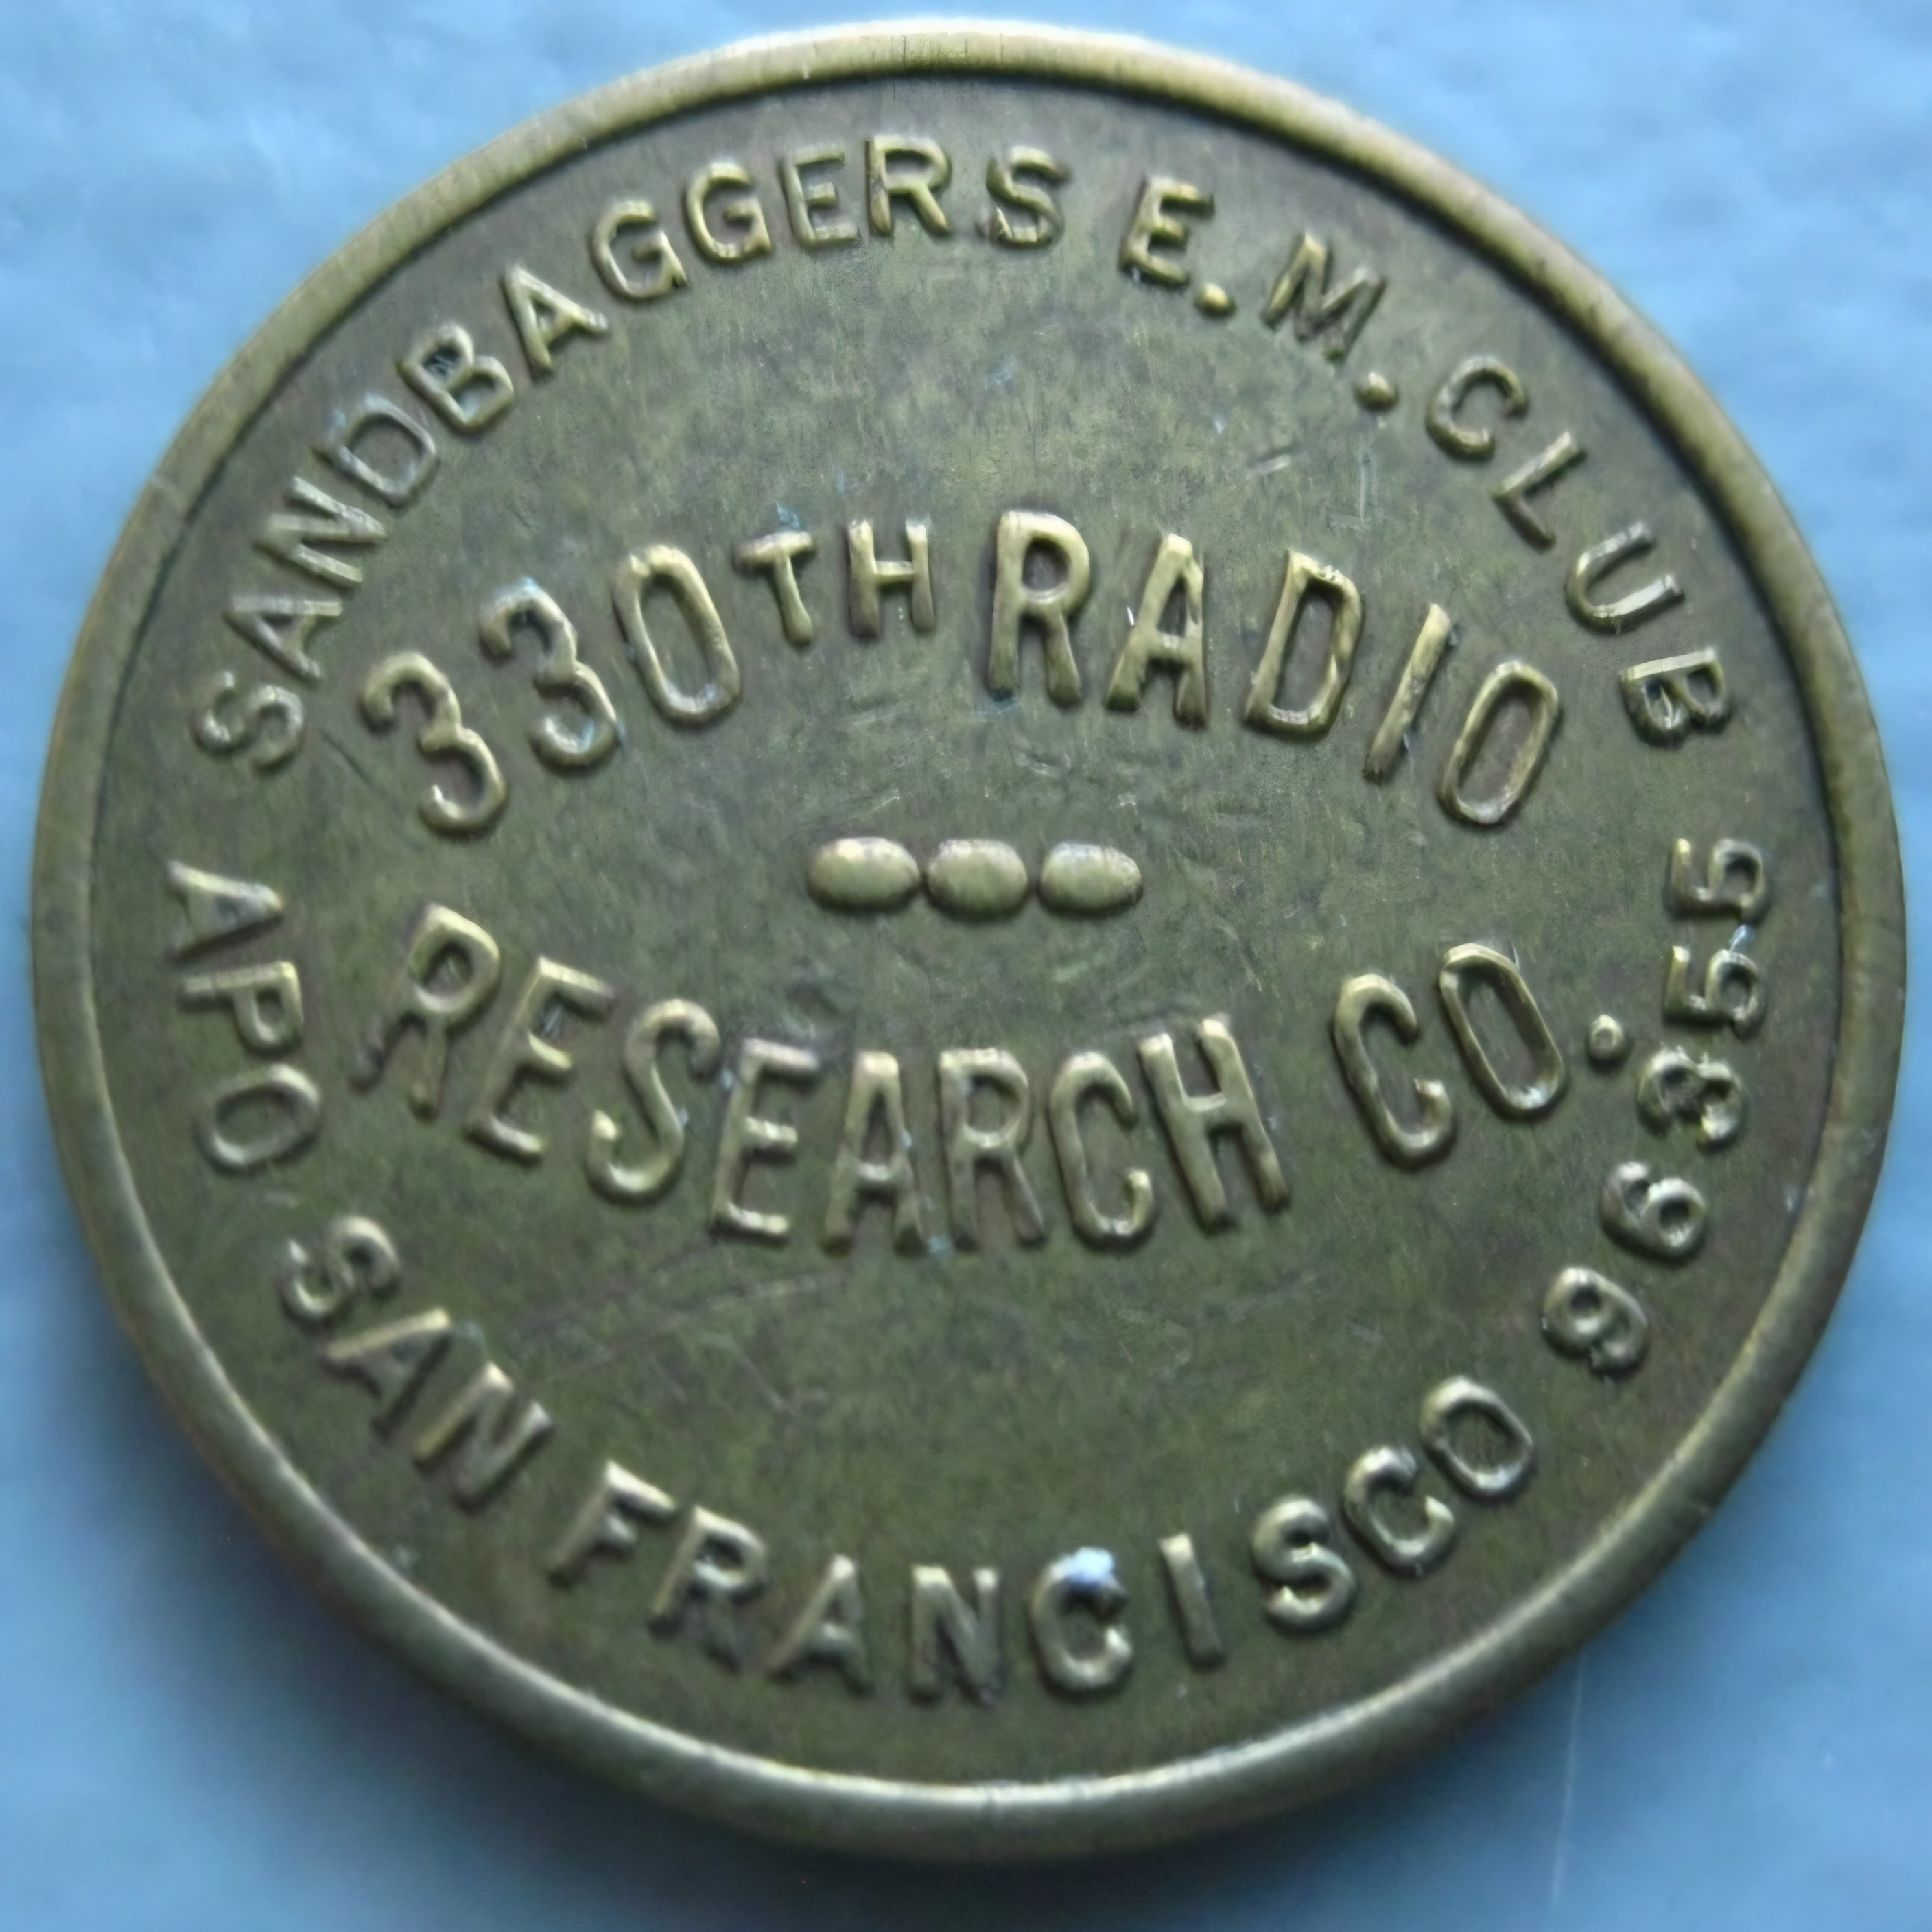 SANDBAGGERS E.M. CLUB
330TH RADIO
RESEARCH CO.
APO SAN FRANCISCO 96355